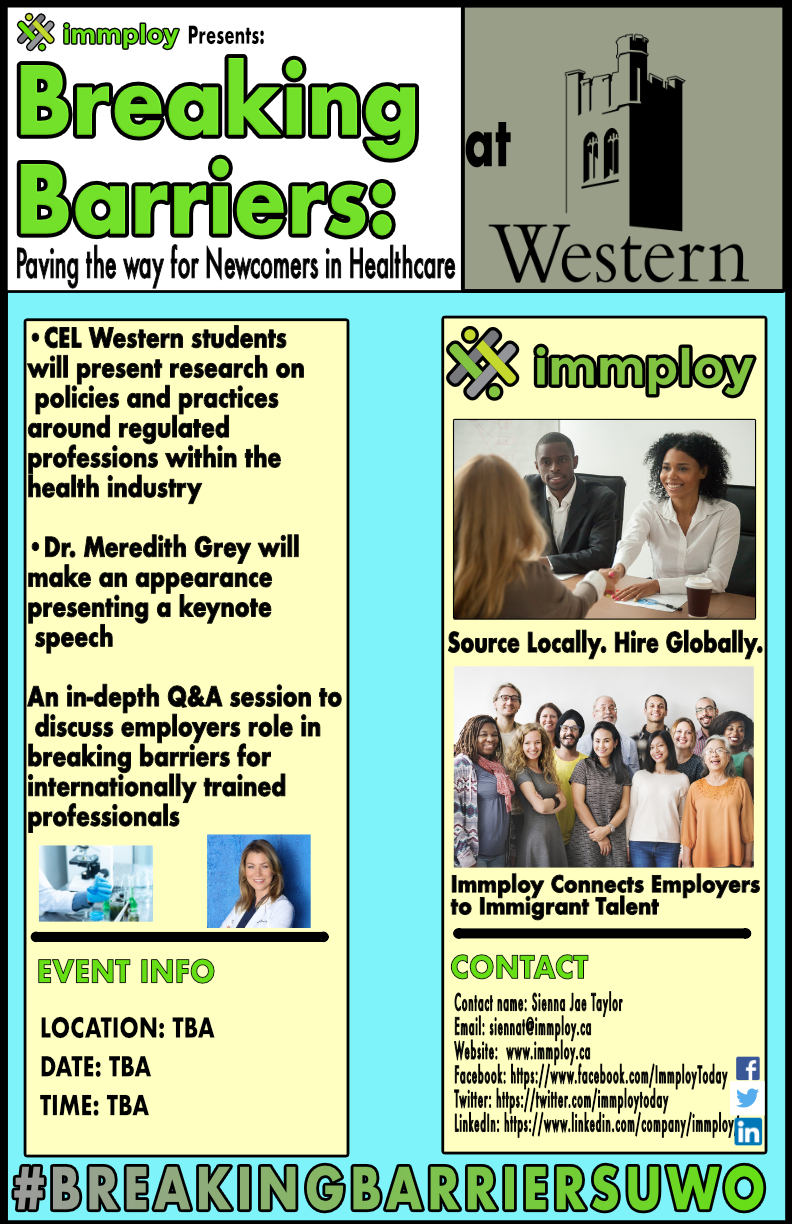 immploy Presents:
Breaking
Barriers:
Paving the way for Newcomers in Healthcare
at
Western
•CEL Western students
will present research on
policies and practices
around regulated
professions within the
health industry
•Dr. Meredith Grey will
make an appearance
presenting a keynote
speech
An in-depth Q&A session to
discuss employers role in
breaking barriers for
internationally trained
professionals
EVENT INFO
LOCATION: TBA
DATE: TBA
TIME: TBA
immploy
Source Locally. Hire Globally.
Immploy Connects Employers
to Immigrant Talent
CONTACT
Contact name: Sienna Jae Taylor
Email: siennat@immploy.ca
Website: www.immploy.ca
Facebook: https://www.facebook.com/ImmployToday
Twitter: https://twitter.com/immploytoday
LinkedIn: https://www.linkedin.com/company/immploy/
f
in
#BREAKINGBARRIERSUWO